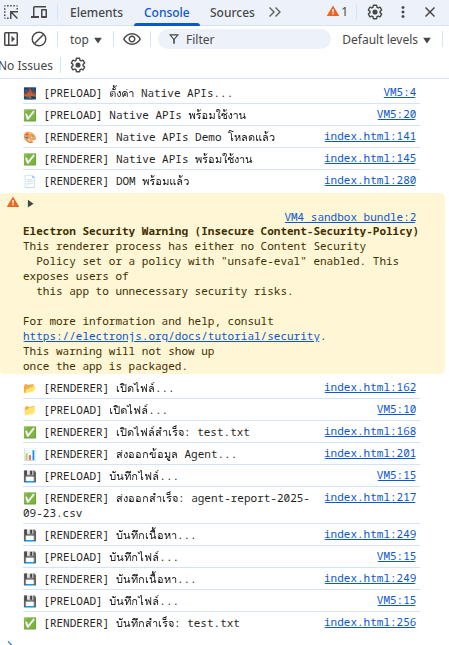 Elements Console Sources 1
top Filter Default levels
No Issues
[PRELOAD] ตั้งค่า Native APIs... VM5:4
✅ [PRELOAD] Native APIs พร้อมใช้งาน VM5:20
🎨 [RENDERER] Native APIs Demo โหลดแล้ว index.html:141
✅ [RENDERER] Native APIs พร้อมใช้งาน index.html:145
📄 [RENDERER] DOM พร้อมแล้ว index.html:280
VM4 sandbox bundle:2
Electron Security Warning (Insecure Content-Security-Policy)
This renderer process has either no Content Security
Policy set or a policy with "unsafe-eval" enabled. This
exposes users of
this app to unnecessary security risks.
For more information and help, consult
https://electronjs.org/docs/tutorial/security.
This warning will not show up
once the app is packaged.
📂 [RENDERER] เปิดไฟล์... index.html:162
📁 [PRELOAD] เปิดไฟล์... VM5:10
✅ [RENDERER] เปิดไฟล์สำเร็จ: test.txt index.html:168
📊 [RENDERER] ส่งออกข้อมูล Agent... index.html:201
💾 [PRELOAD] บันทึกไฟล์... VM5:15
✅ [RENDERER] ส่งออกสำเร็จ: agent-report-2025- index.html:217
09-23.csv
💾 [RENDERER] บันทึกเนื้อหา... index.html:249
💾 [PRELOAD] บันทึกไฟล์... VM5:15
💾 [RENDERER] บันทึกเนื้อหา... index.html:249
💾 [PRELOAD] บันทึกไฟล์... VM5:15
✅ [RENDERER] บันทึกสำเร็จ: test.txt index.html:256